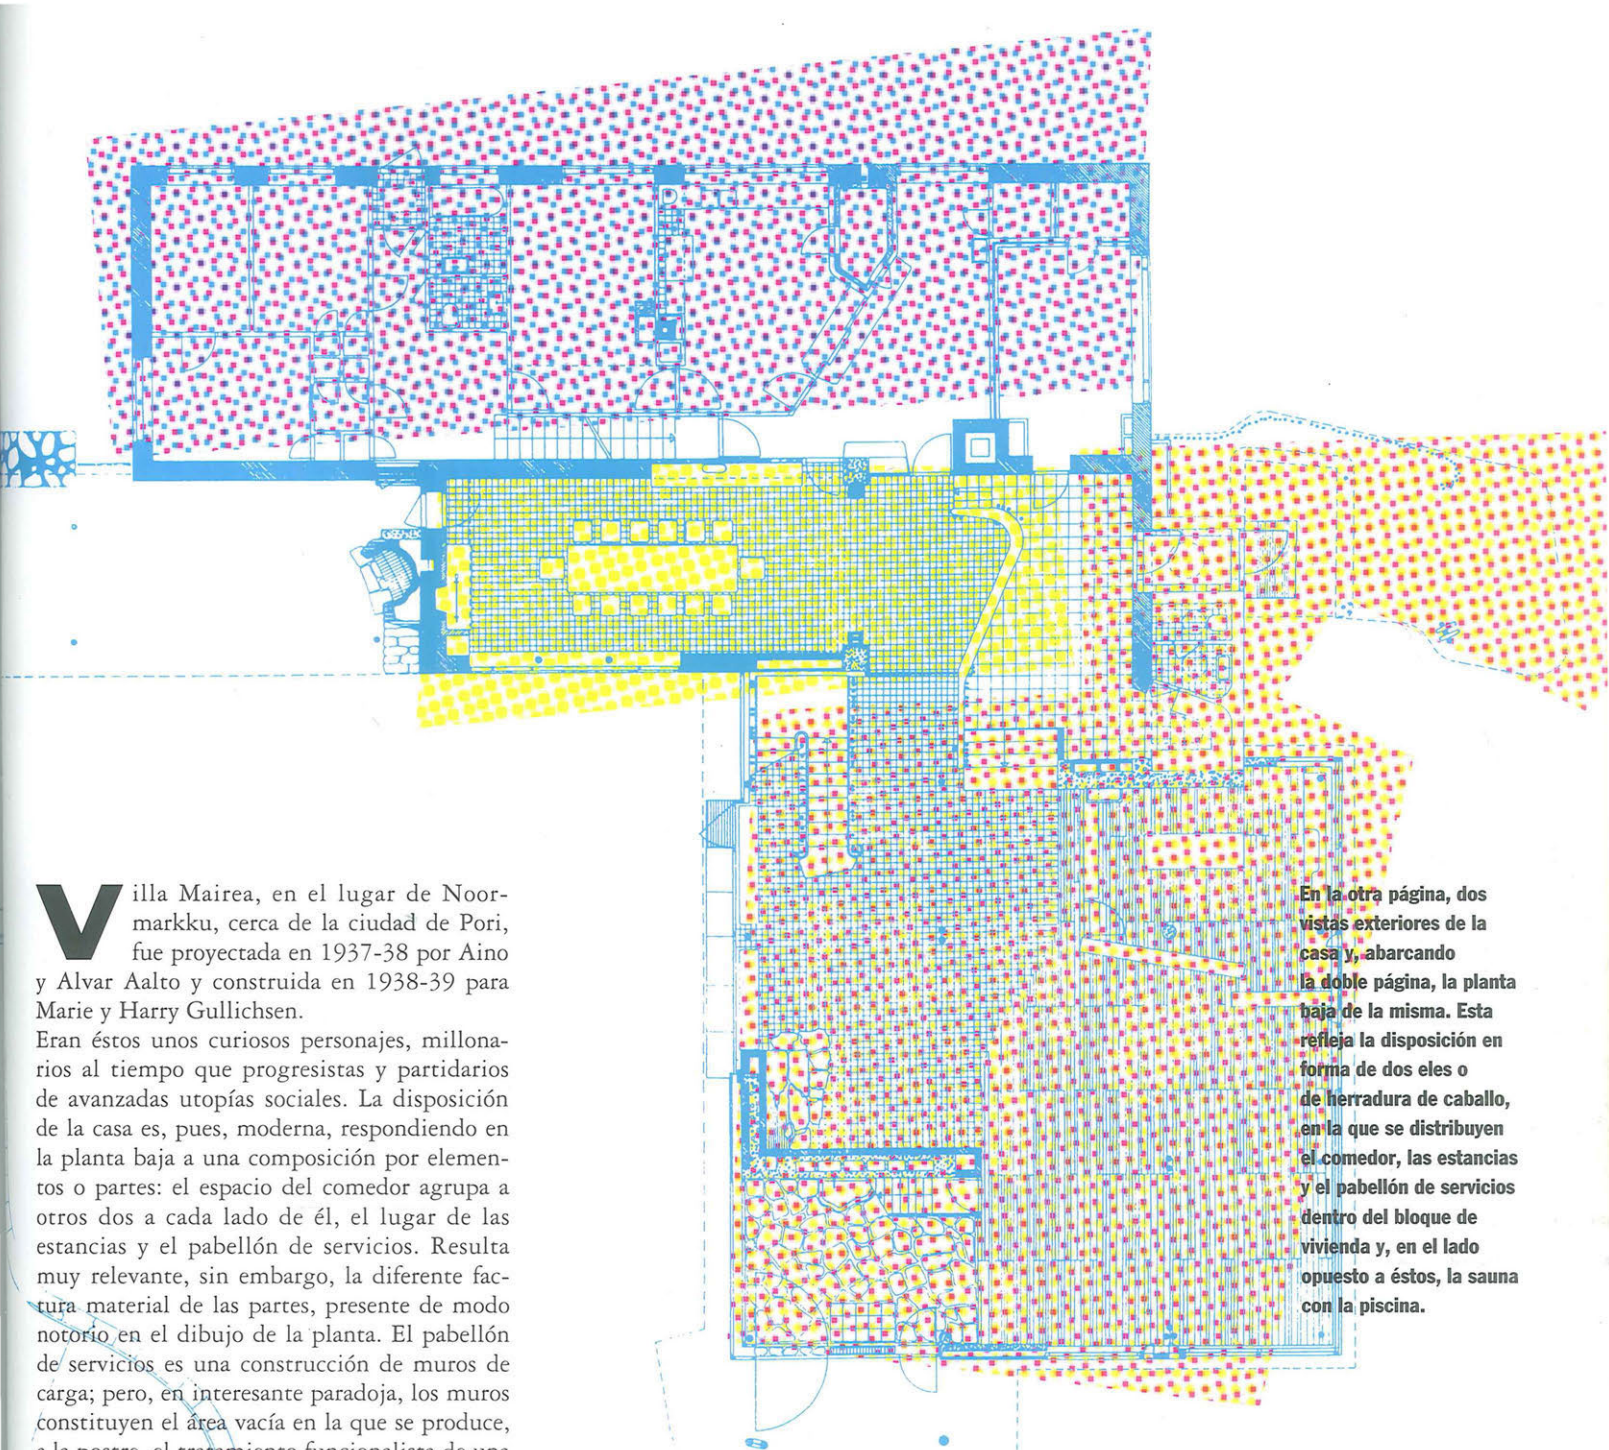 Villa Mairea, en el lugar de Noor-
markku, cerca de la ciudad de Pori,
fue proyectada en 1937-38 por Aino
y Alvar Aalto y construida en 1938-39 para
Marie y Harry Gullichsen.
Eran éstos unos curiosos personajes, millona-
rios al tiempo que progresistas y partidarios
de avanzadas utopías sociales. La disposición
de la casa es, pues, moderna, respondiendo en
la planta baja a una composición por elemen-
tos o partes: el espacio del comedor agrupa a
otros dos a cada lado de él, el lugar de las
estancias y el pabellón de servicios. Resulta
muy relevante, sin embargo, la diferente fac-
tura material de las partes, presente de modo
notorio en el dibujo de la planta. El pabellón
de servicios es una construcción de muros de
carga; pero, en interesante paradoja, los muros
constituyen el área vacía en la que se produce,
a la postre, el tratamiento funcionalista de una
En la otra página, dos
vistas exteriores de la
casa y, abarcando
la doble página, la planta
baja de la misma. Esta
refleja la disposición en
forma de dos eles o
de herradura de caballo,
en la que se distribuyen
el comedor, las estancias
y el pabellón de servicios
dentro del bloque de
vivienda y, en el lado
opuesto a éstos, la sauna
con la piscina.